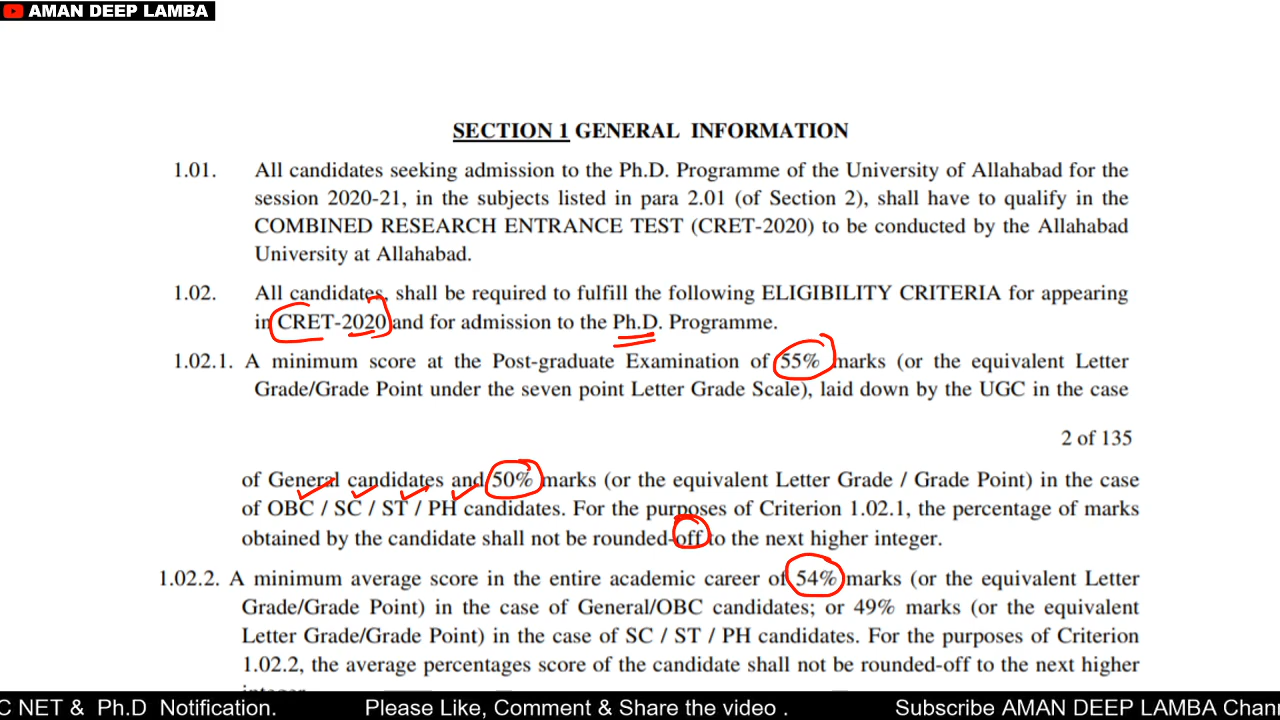 AMAN DEEP LAMBA
SECTION 1 GENERAL INFORMATION
1.01. All candidates seeking admission to the Ph.D. Programme of the University of Allahabad for the
session 2020-21, in the subjects listed in para 2.01 (of Section 2), shall have to qualify in the
COMBINED RESEARCH ENTRANCE TEST (CRET-2020) to be conducted by the Allahabad
University at Allahabad.
1.02. All candidates, shall be required to fulfill the following ELIGIBILITY CRITERIA for appearing
in CRET-2020 and for admission to the Ph.D. Programme.
1.02.1. A minimum score at the Post-graduate Examination of 55% marks (or the equivalent Letter
Grade/Grade Point under the seven point Letter Grade Scale), laid down by the UGC in the case
2 of 135
of General candidates and 50% marks (or the equivalent Letter Grade / Grade Point) in the case
of OBC / SC / ST / PH candidates. For the purposes of Criterion 1.02.1, the percentage of marks
obtained by the candidate shall not be rounded-off to the next higher integer.
1.02.2. A minimum average score in the entire academic career of 54% marks (or the equivalent Letter
Grade/Grade Point) in the case of General/OBC candidates; or 49% marks (or the equivalent
Letter Grade/Grade Point) in the case of SC / ST / PH candidates. For the purposes of Criterion
1.02.2, the average percentages score of the candidate shall not be rounded-off to the next higher
C NET & Ph.D Notification. Please Like, Comment & Share the video . Subscribe AMAN DEEP LAMBA Chan